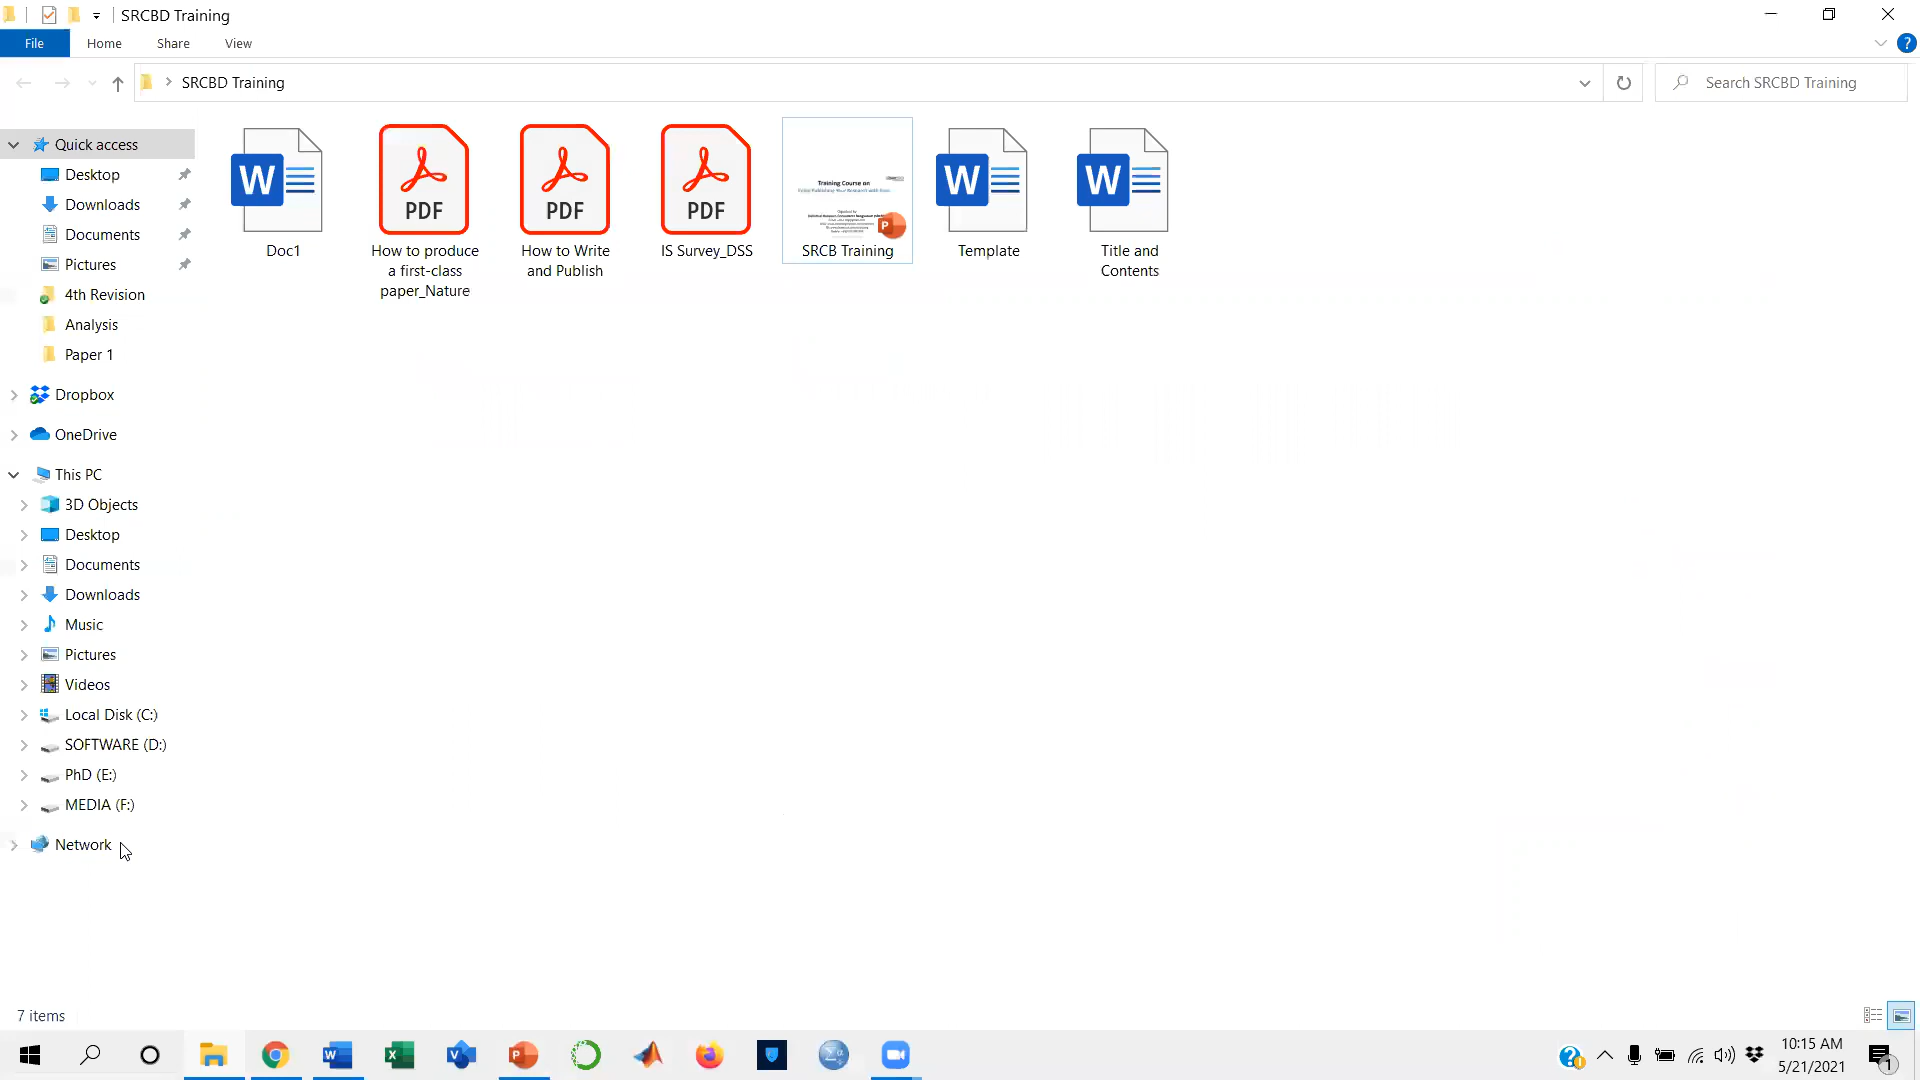 SRCBD Training
File Home Share View
SRCBD Training
Search SRCBD Training
Quick access
Desktop
Downloads
Documents
Pictures
4th Revision
Analysis
Paper 1
Dropbox
OneDrive
This PC
3D Objects
Desktop
Documents
Downloads
Music
Pictures
Videos
Local Disk (C:)
SOFTWARE (D:)
PhD (E:)
MEDIA (F:)
Network
Doc1
PDF
How to produce
a first-class
paper_Nature
PDF
How to Write
and Publish
PDF
IS Survey_DSS
Training Course on
SRCB Training
Template
Title and
Contents
7 items
10:15 AM
5/21/2021
1